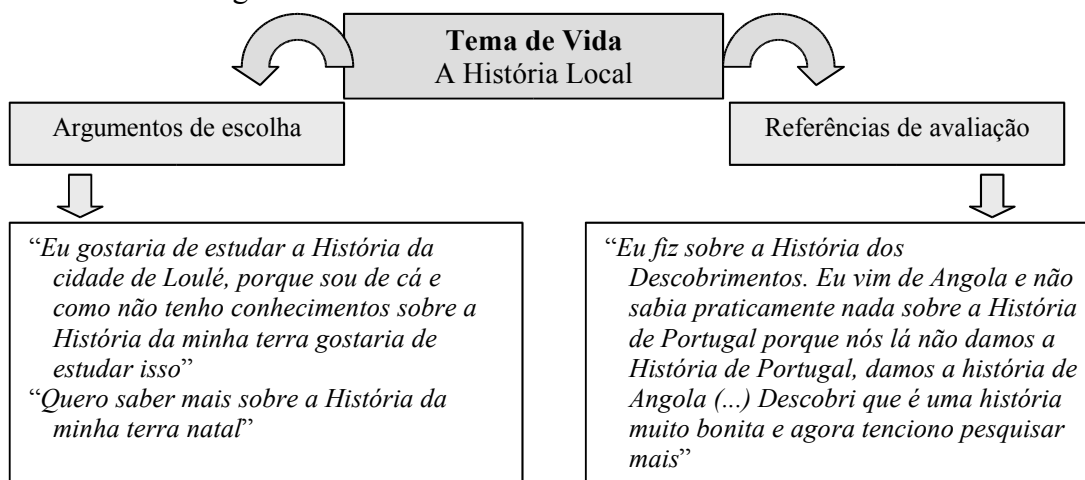 Tema de Vida
A História Local
Argumentos de escolha
Referências de avaliação
“Eu gostaria de estudar a História da
cidade de Loulé, porque sou de cá e
como não tenho conhecimentos sobre a
História da minha terra gostaria de
estudar isso”
“Quero saber mais sobre a História da
minha terra natal”
“Eu fiz sobre a História dos
Descobrimentos. Eu vim de Angola e não
sabia praticamente nada sobre a História
de Portugal porque nós lá não damos a
História de Portugal, damos a história de
Angola (...) Descobri que é uma história
muito bonita e agora tenciono pesquisar
mais”